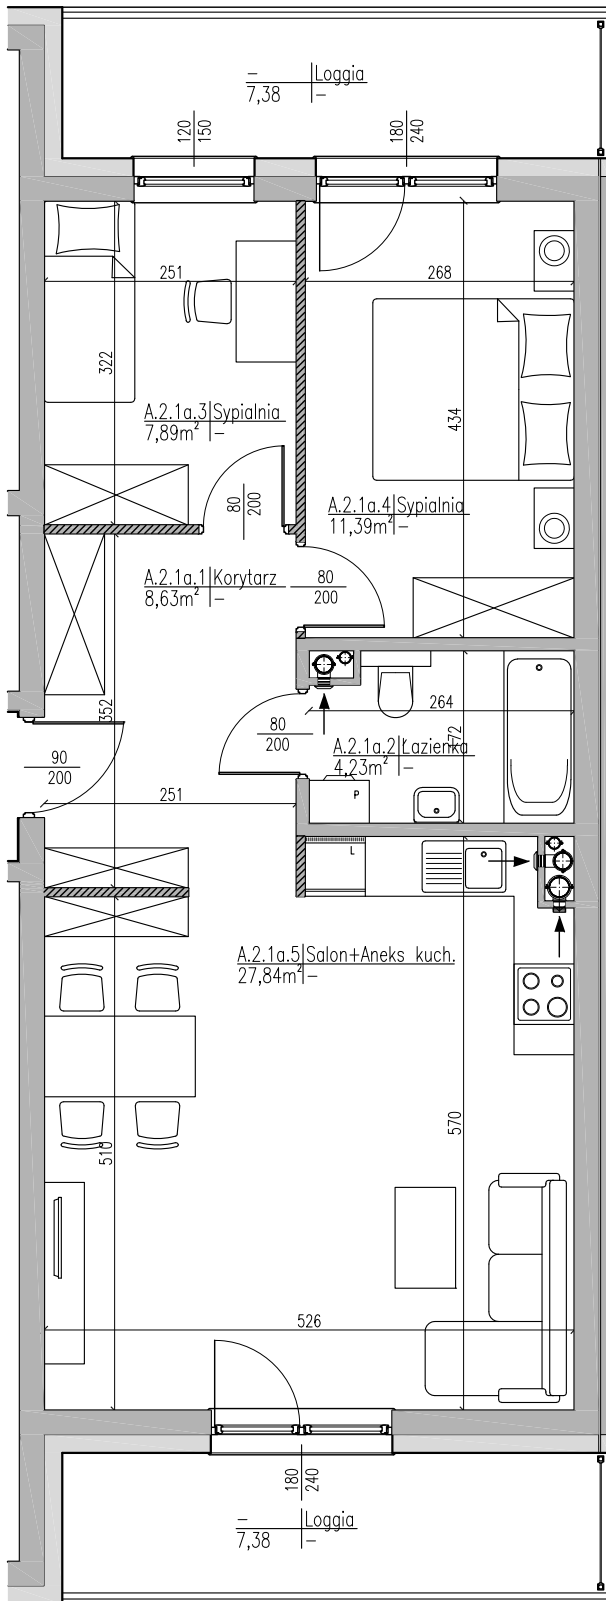 – Loggia
7,38 –
120
150
180
240
251
268
322
434
A.2.1a.3 Sypialnia
7,89m² –
80
200
A.2.1a.4 Sypialnia
11,39m² –
A.2.1a.1 Korytarz
8,63m² –
80
200
352
264
172
80
200
A.2.1a.2 Łazienka
4,23m² –
90
200
P
251
L
A.2.1a.5 Salon+Aneks kuch.
27,84m² –
510
570
526
180
240
– Loggia
7,38 –